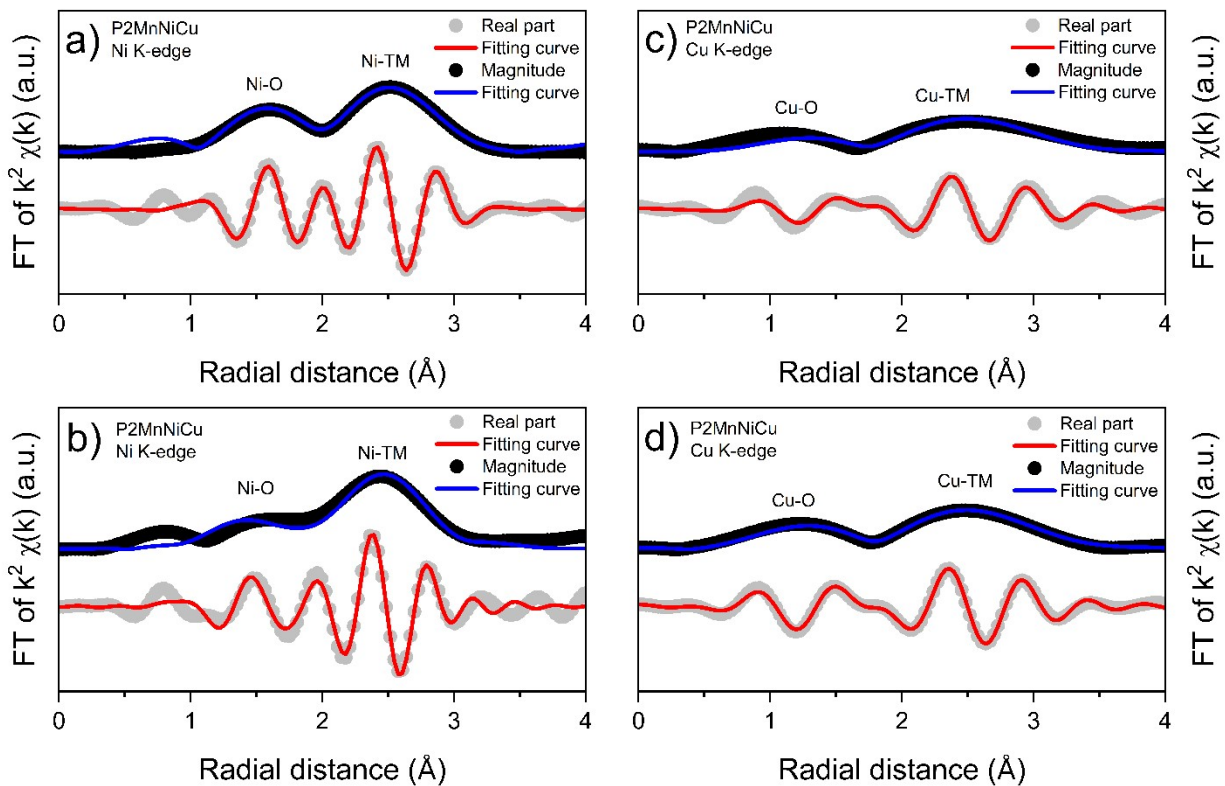 a)
P2MnNiCu
Ni K-edge
Real part
Fitting curve
Magnitude
Fitting curve
Ni-O
Ni-TM
FT of k² χ(k) (a.u.)
0 1 2 3 4
Radial distance (Å)
c)
P2MnNiCu
Cu K-edge
Real part
Fitting curve
Magnitude
Fitting curve
Cu-O
Cu-TM
FT of k² χ(k) (a.u.)
0 1 2 3 4
Radial distance (Å)
b)
P2MnNiCu
Ni K-edge
Real part
Fitting curve
Magnitude
Fitting curve
Ni-O
Ni-TM
FT of k² χ(k) (a.u.)
0 1 2 3 4
Radial distance (Å)
d)
P2MnNiCu
Cu K-edge
Real part
Fitting curve
Magnitude
Fitting curve
Cu-O
Cu-TM
FT of k² χ(k) (a.u.)
0 1 2 3 4
Radial distance (Å)